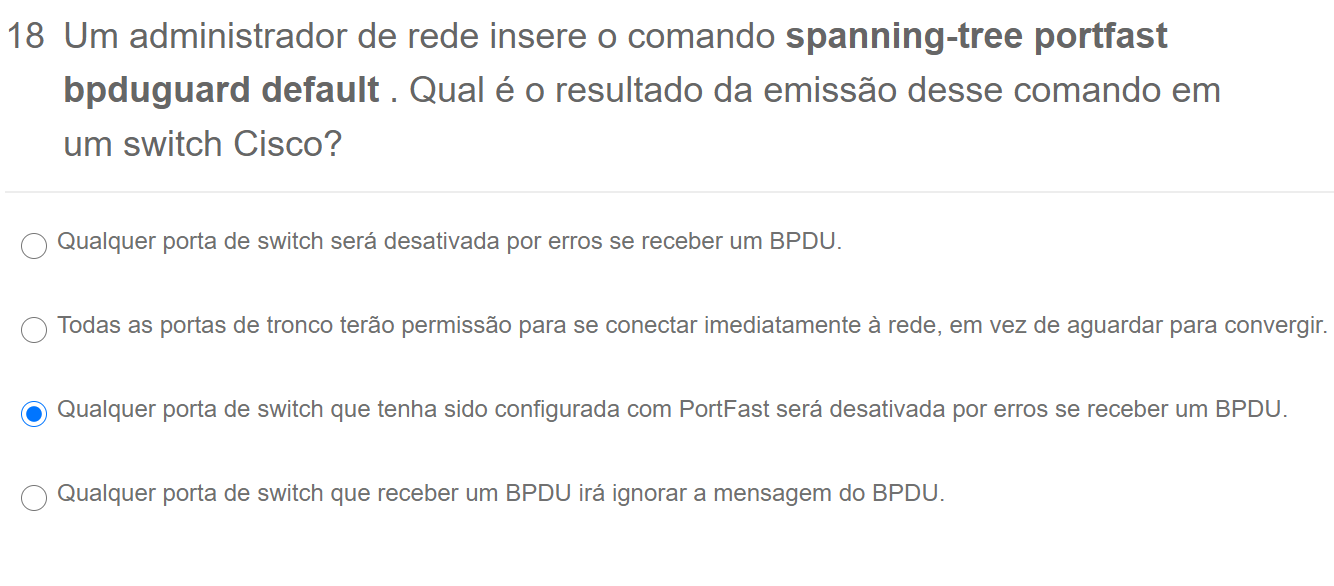 18 Um administrador de rede insere o comando spanning-tree portfast
bpduguard default . Qual é o resultado da emissão desse comando em
um switch Cisco?
Qualquer porta de switch será desativada por erros se receber um BPDU.
Todas as portas de tronco terão permissão para se conectar imediatamente à rede, em vez de aguardar para convergir.
Qualquer porta de switch que tenha sido configurada com PortFast será desativada por erros se receber um BPDU.
Qualquer porta de switch que receber um BPDU irá ignorar a mensagem do BPDU.